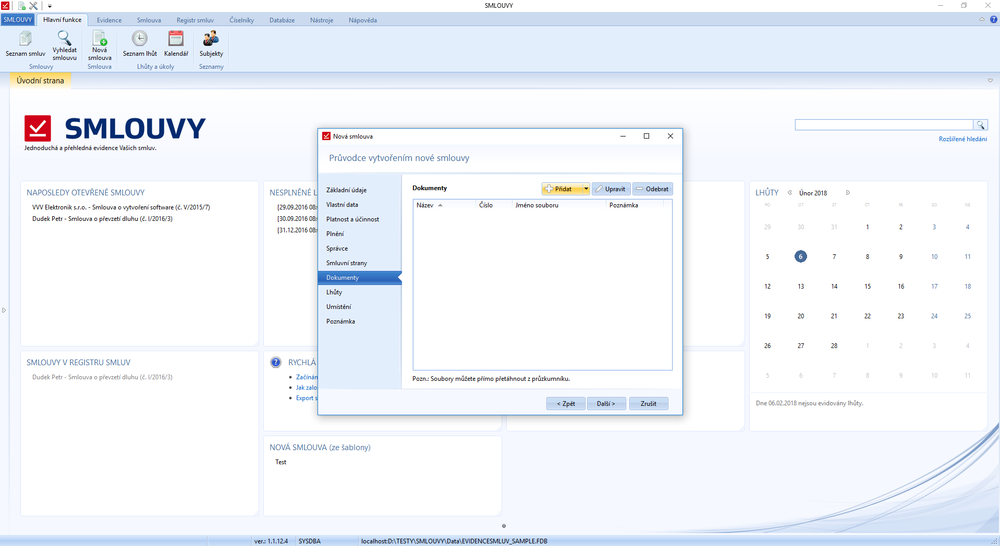 SMLOUVY
SMLOUVY
Hlavní funkce
Evidence
Smlouva
Registr smluv
Číselníky
Databáze
Nástroje
Nápověda
Seznam smluv
Vyhledat
smlouvu
Nová
smlouva
Seznam lhůt
Kalendář
Subjekty
Smlouvy
Smlouva
Lhůty a úkoly
Seznamy
Úvodní strana
SMLOUVY
Jednoduchá a přehledná evidence Vašich smluv.
Rozšířené hledání
NAPOSLEDY OTEVŘENÉ SMLOUVY
VVV Elektronik s.r.o. - Smlouva o vytvoření software (č. V/2015/7)
Dudek Petr - Smlouva o převzetí dluhu (č. I/2016/3)
NESPLNĚNÉ L
[29.09.2016 08:
[30.09.2016 08:
[31.12.2016 08:
Nová smlouva
Průvodce vytvořením nové smlouvy
Základní údaje
Vlastní data
Platnost a účinnost
Plnění
Správce
Smluvní strany
Dokumenty
Lhůty
Umístění
Poznámka
Dokumenty
Přidat
Upravit
Odebrat
Název
Číslo
Jméno souboru
Poznámka
Pozn.: Soubory můžete přímo přetáhnout z průzkumníku.
< Zpět
Další >
Zrušit
LHŮTY
Únor 2018
PO ÚT ST ČT PÁ SO NE
29 30 31 1 2 3 4
5 6 7 8 9 10 11
12 13 14 15 16 17 18
19 20 21 22 23 24 25
26 27 28 1 2 3 4
5 6 7 8 9 10 11
Dne 06.02.2018 nejsou evidovány lhůty.
SMLOUVY V REGISTRU SMLUV
Dudek Petr - Smlouva o převzetí dluhu (č. I/2016/3)
RYCHLÁ
Začínán
Jak zalo
Export s
NOVÁ SMLOUVA (ze šablony)
Test
ver.: 1.1.12.4
SYSDBA
localhost:D:\TESTY\SMLOUVY\Data\EVIDENCESMLUV_SAMPLE.FDB